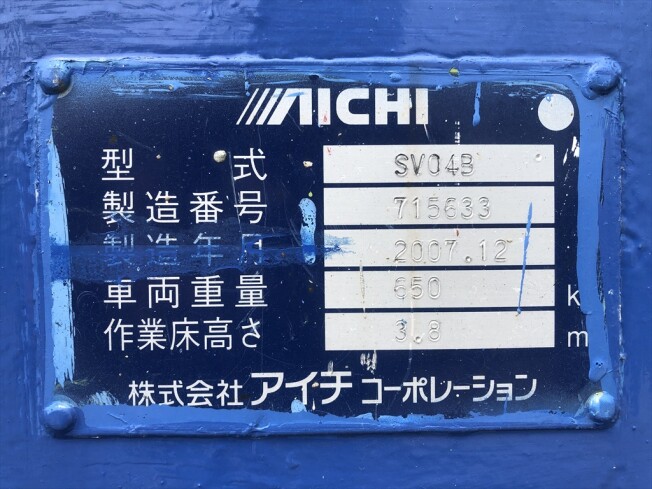 AICHI
型式 SV04B
製造番号 715633
製造年月 2007.12
車両重量 650 k
作業床高さ 3.8 m
株式会社 アイチ コーポレーション